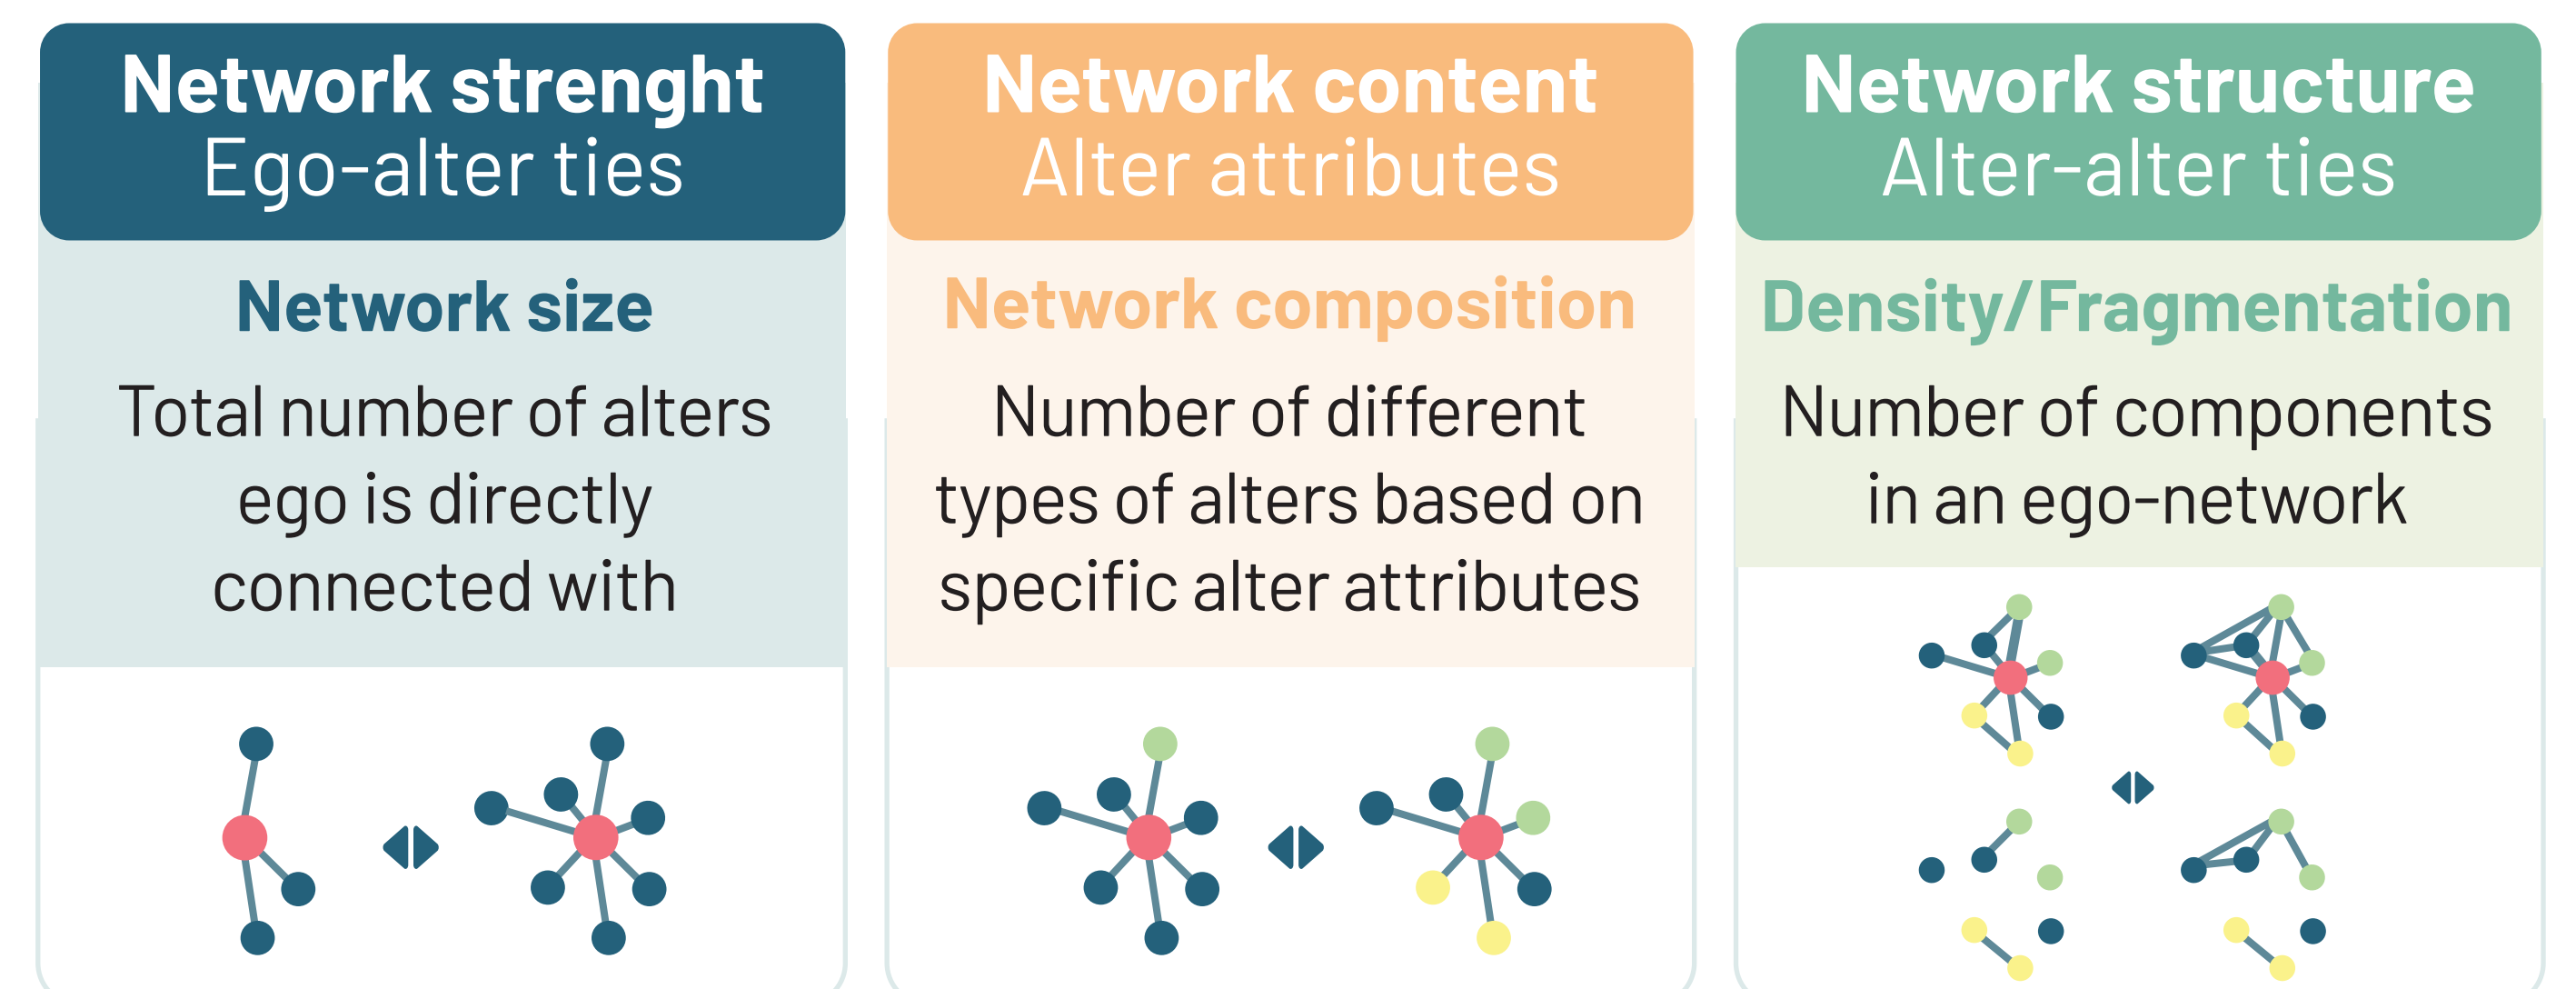 Network strenght
Ego-alter ties
Network size
Total number of alters
ego is directly
connected with
Network content
Alter attributes
Network composition
Number of different
types of alters based on
specific alter attributes
Network structure
Alter-alter ties
Density/Fragmentation
Number of components
in an ego-network